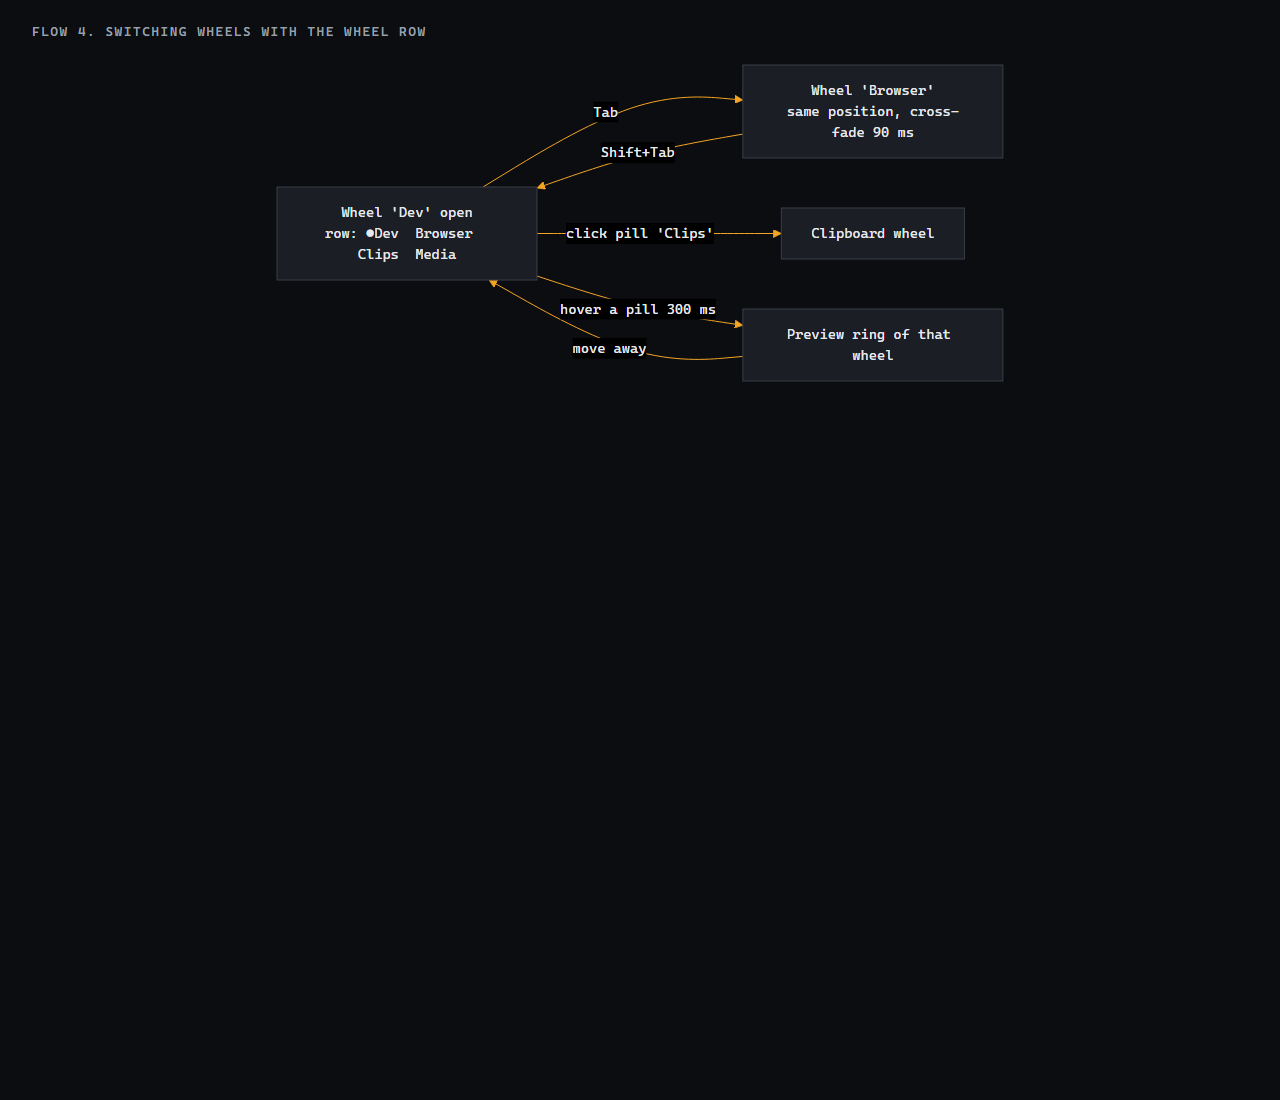 FLOW 4. SWITCHING WHEELS WITH THE WHEEL ROW
Wheel 'Browser'
same position, cross-
fade 90 ms
Tab
Shift+Tab
Wheel 'Dev' open
row: ●Dev  Browser
Clips  Media
click pill 'Clips'
Clipboard wheel
hover a pill 300 ms
move away
Preview ring of that
wheel